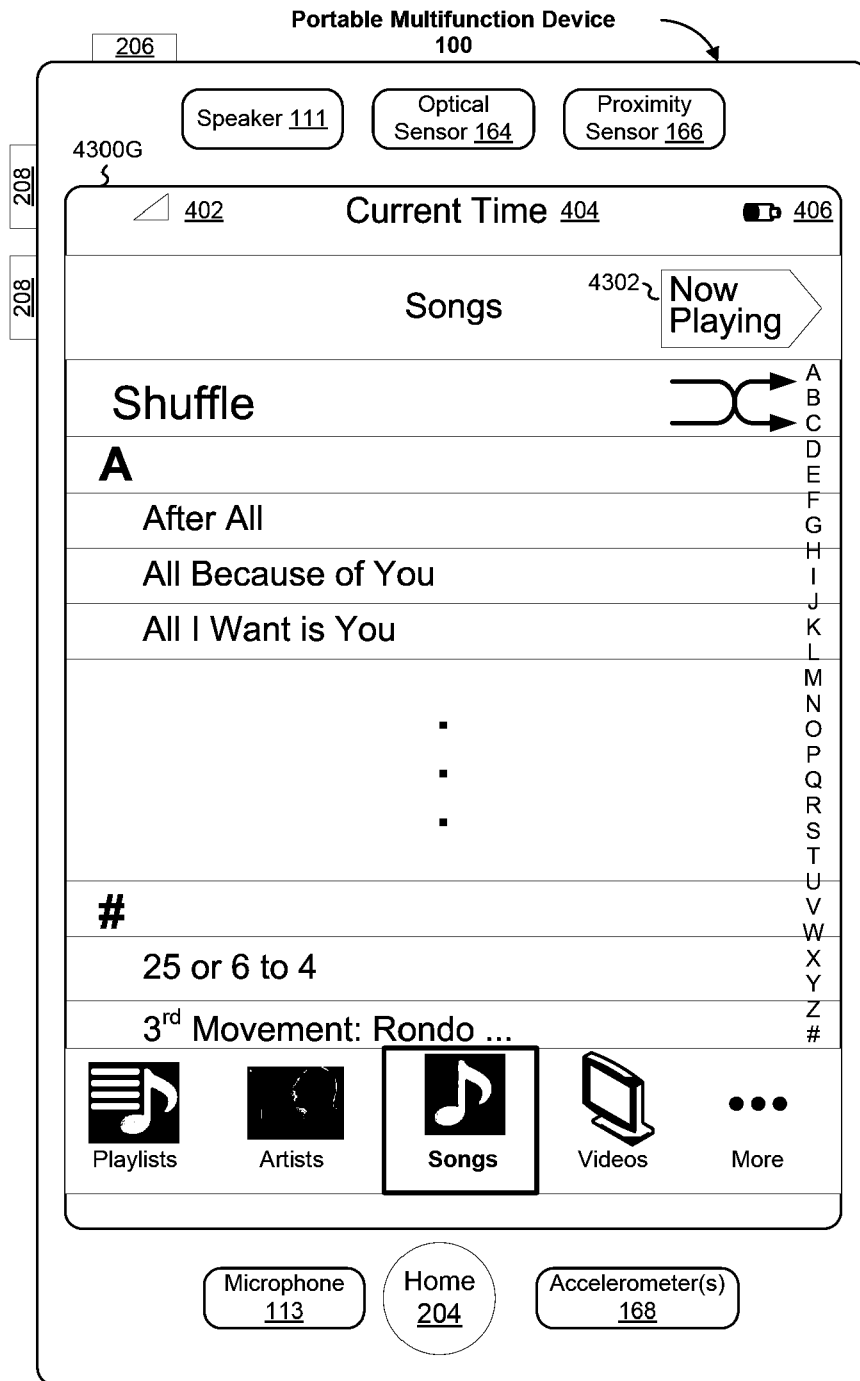 Portable Multifunction Device
100
206
Speaker 111
Optical
Sensor 164
Proximity
Sensor 166
4300G
208
208
402
Current Time 404
406
Songs
4302
Now
Playing
Shuffle
A
After All
All Because of You
All I Want is You
#
25 or 6 to 4
3rd Movement: Rondo ...
A
B
C
D
E
F
G
H
I
J
K
L
M
N
O
P
Q
R
S
T
U
V
W
X
Y
Z
#
Playlists
Artists
Songs
Videos
More
Microphone
113
Home
204
Accelerometer(s)
168